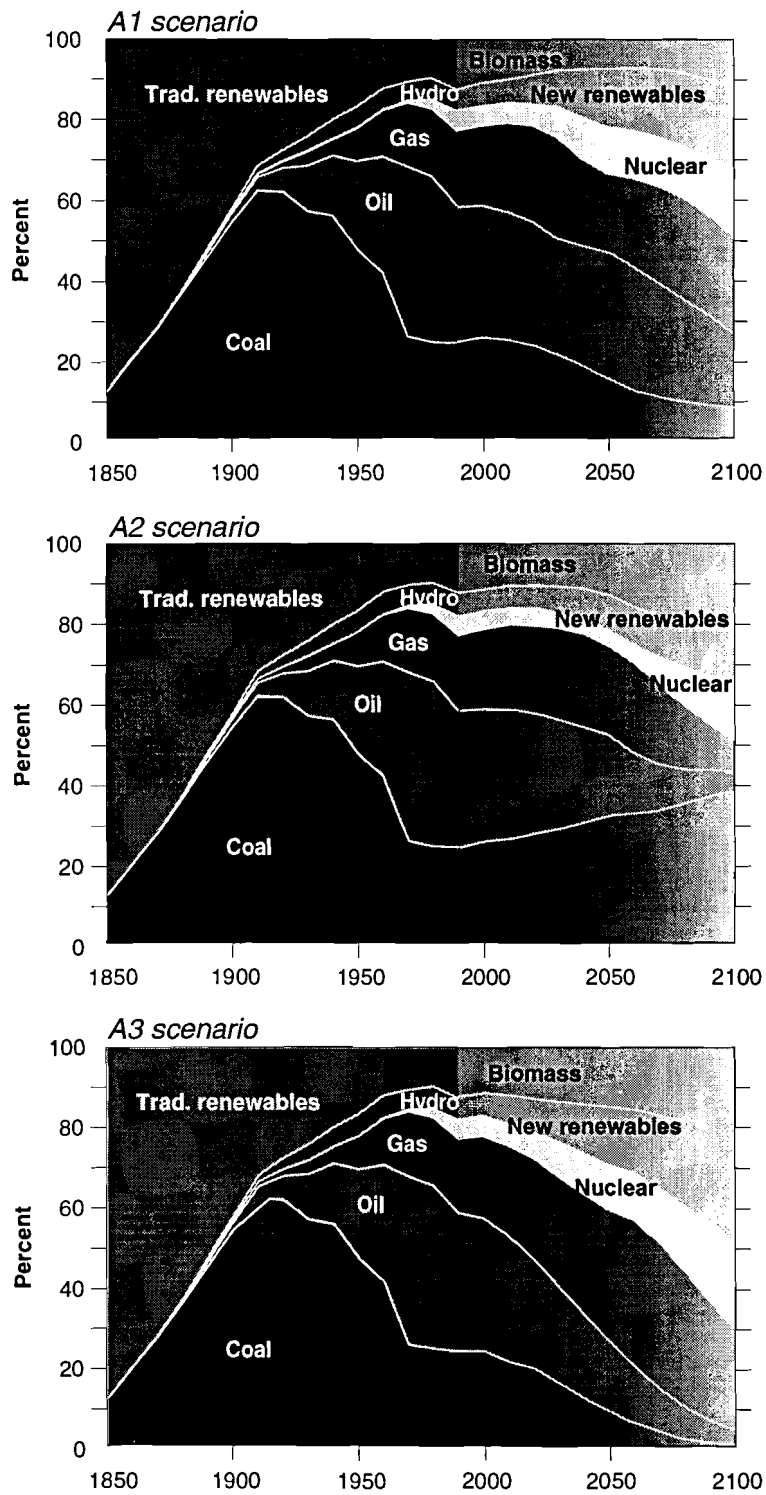 A1 scenario
100
Biomass
Trad. renewables
Hydro
New renewables
80
Gas
Nuclear
60
Oil
Percent
40
Coal
20
0
1850 1900 1950 2000 2050 2100
A2 scenario
100
Biomass
Trad. renewables
Hydro
New renewables
80
Gas
Nuclear
60
Oil
Percent
40
Coal
20
0
1850 1900 1950 2000 2050 2100
A3 scenario
100
Biomass
Trad. renewables
Hydro
New renewables
80
Gas
Nuclear
60
Oil
Percent
40
Coal
20
0
1850 1900 1950 2000 2050 2100